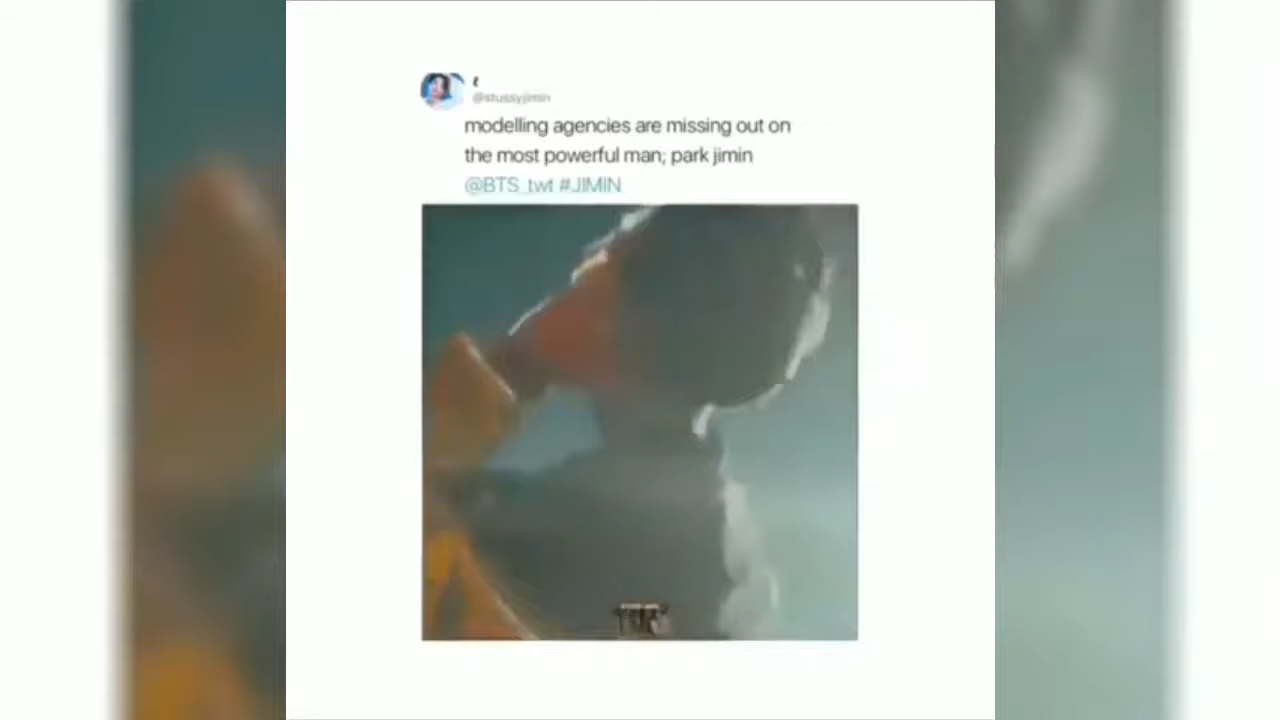 @stussyjimin
modelling agencies are missing out on
the most powerful man; park jimin
@BTS_twt #JIMIN